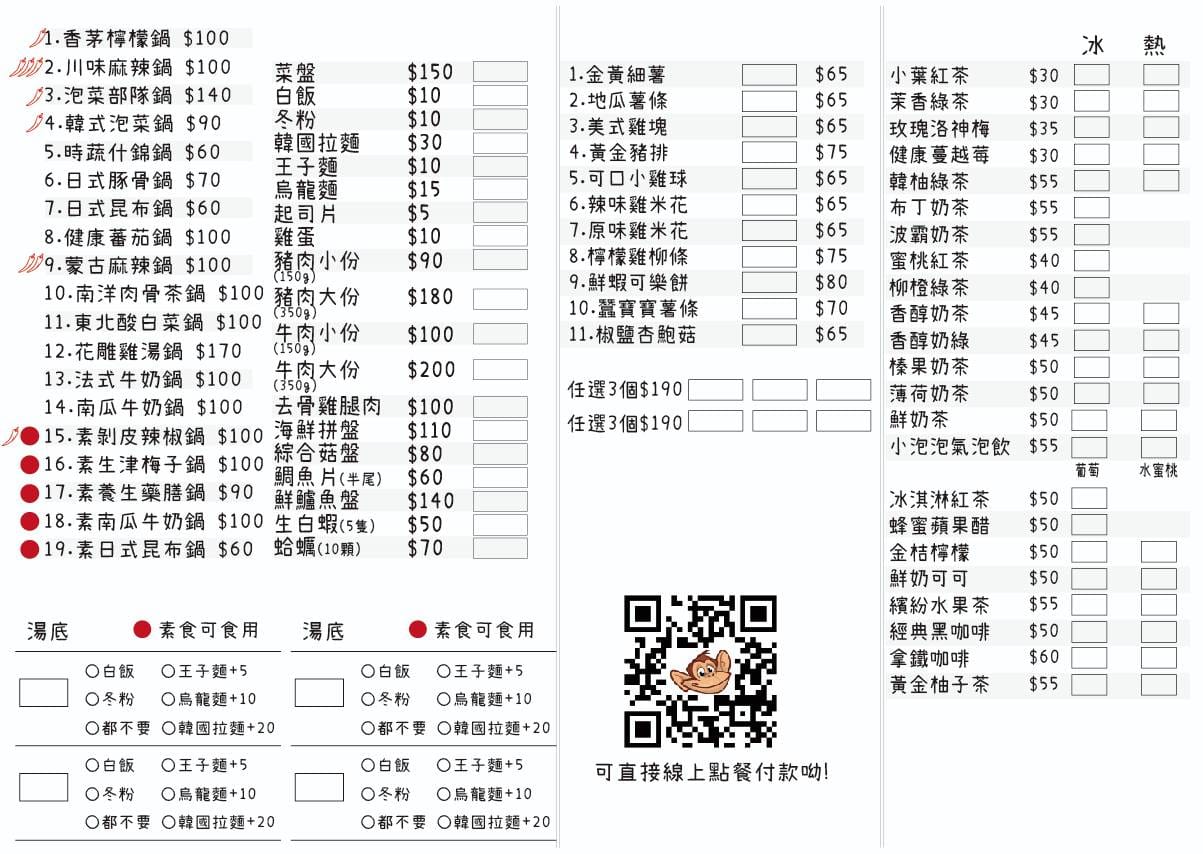 1.香茅檸檬鍋 $100
2.川味麻辣鍋 $100
3.泡菜部隊鍋 $140
4.韓式泡菜鍋 $90
5.時蔬什錦鍋 $60
6.日式豚骨鍋 $70
7.日式昆布鍋 $60
8.健康蕃茄鍋 $100
9.蒙古麻辣鍋 $100
10.南洋肉骨茶鍋 $100
11.東北酸白菜鍋 $100
12.花雕雞湯鍋 $170
13.法式牛奶鍋 $100
14.南瓜牛奶鍋 $100
15.素剝皮辣椒鍋 $100
16.素生津梅子鍋 $100
17.素養生藥膳鍋 $90
18.素南瓜牛奶鍋 $100
19.素日式昆布鍋 $60
菜盤 $150
白飯 $10
冬粉 $10
韓國拉麵 $30
王子麵 $10
烏龍麵 $15
起司片 $5
雞蛋 $10
豬肉小份 $90
(150g)
豬肉大份 $180
(350g)
牛肉小份 $100
(150g)
牛肉大份 $200
(350g)
去骨雞腿肉 $100
海鮮拼盤 $110
綜合菇盤 $80
鯛魚片(半尾) $60
鮮鱸魚盤 $140
生白蝦(5隻) $50
蛤蠣(10顆) $70
湯底 素食可食用
白飯 王子麵+5
冬粉 烏龍麵+10
都不要 韓國拉麵+20
白飯 王子麵+5
冬粉 烏龍麵+10
都不要 韓國拉麵+20
湯底 素食可食用
白飯 王子麵+5
冬粉 烏龍麵+10
都不要 韓國拉麵+20
白飯 王子麵+5
冬粉 烏龍麵+10
都不要 韓國拉麵+20
1.金黃細薯 $65
2.地瓜薯條 $65
3.美式雞塊 $65
4.黃金豬排 $75
5.可口小雞球 $65
6.辣味雞米花 $65
7.原味雞米花 $65
8.檸檬雞柳條 $75
9.鮮蝦可樂餅 $80
10.蠶寶寶薯條 $70
11.椒鹽杏鮑菇 $65
任選3個$190
任選3個$190
可直接線上點餐付款呦!
冰 熱
小葉紅茶 $30
茉香綠茶 $30
玫瑰洛神梅 $35
健康蔓越莓 $30
韓柚綠茶 $55
布丁奶茶 $55
波霸奶茶 $55
蜜桃紅茶 $40
柳橙綠茶 $40
香醇奶茶 $45
香醇奶綠 $45
榛果奶茶 $50
薄荷奶茶 $50
鮮奶茶 $50
小泡泡氣泡飲 $55
葡萄 水蜜桃
冰淇淋紅茶 $50
蜂蜜蘋果醋 $50
金桔檸檬 $50
鮮奶可可 $50
繽紛水果茶 $55
經典黑咖啡 $50
拿鐵咖啡 $60
黃金柚子茶 $55